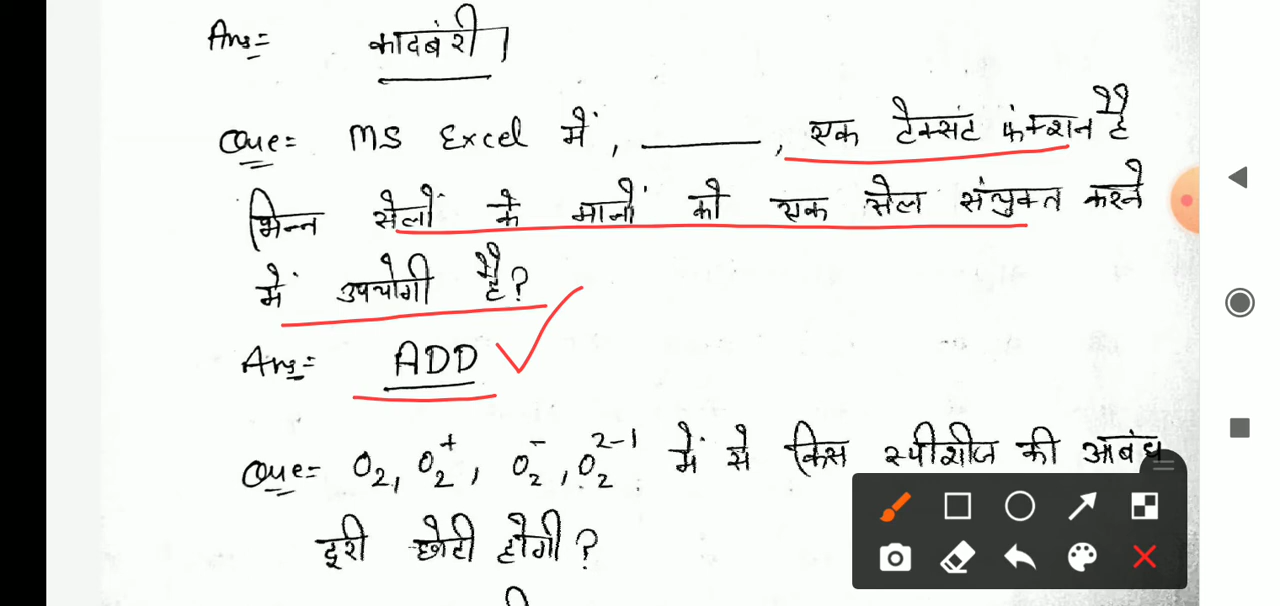 Ans= कादबंरी।
Que= MS Excel में, ______, एक टेक्सट फंक्शन है
भिन्न सेलों के मानों को एक सेल संयुक्त करने
में उपयोगी है?
Ans= ADD
Que= O₂, O₂⁺, O₂⁻, O₂²⁻¹ में से किस स्पीशीज की आबंध
दूरी छोटी होगी?